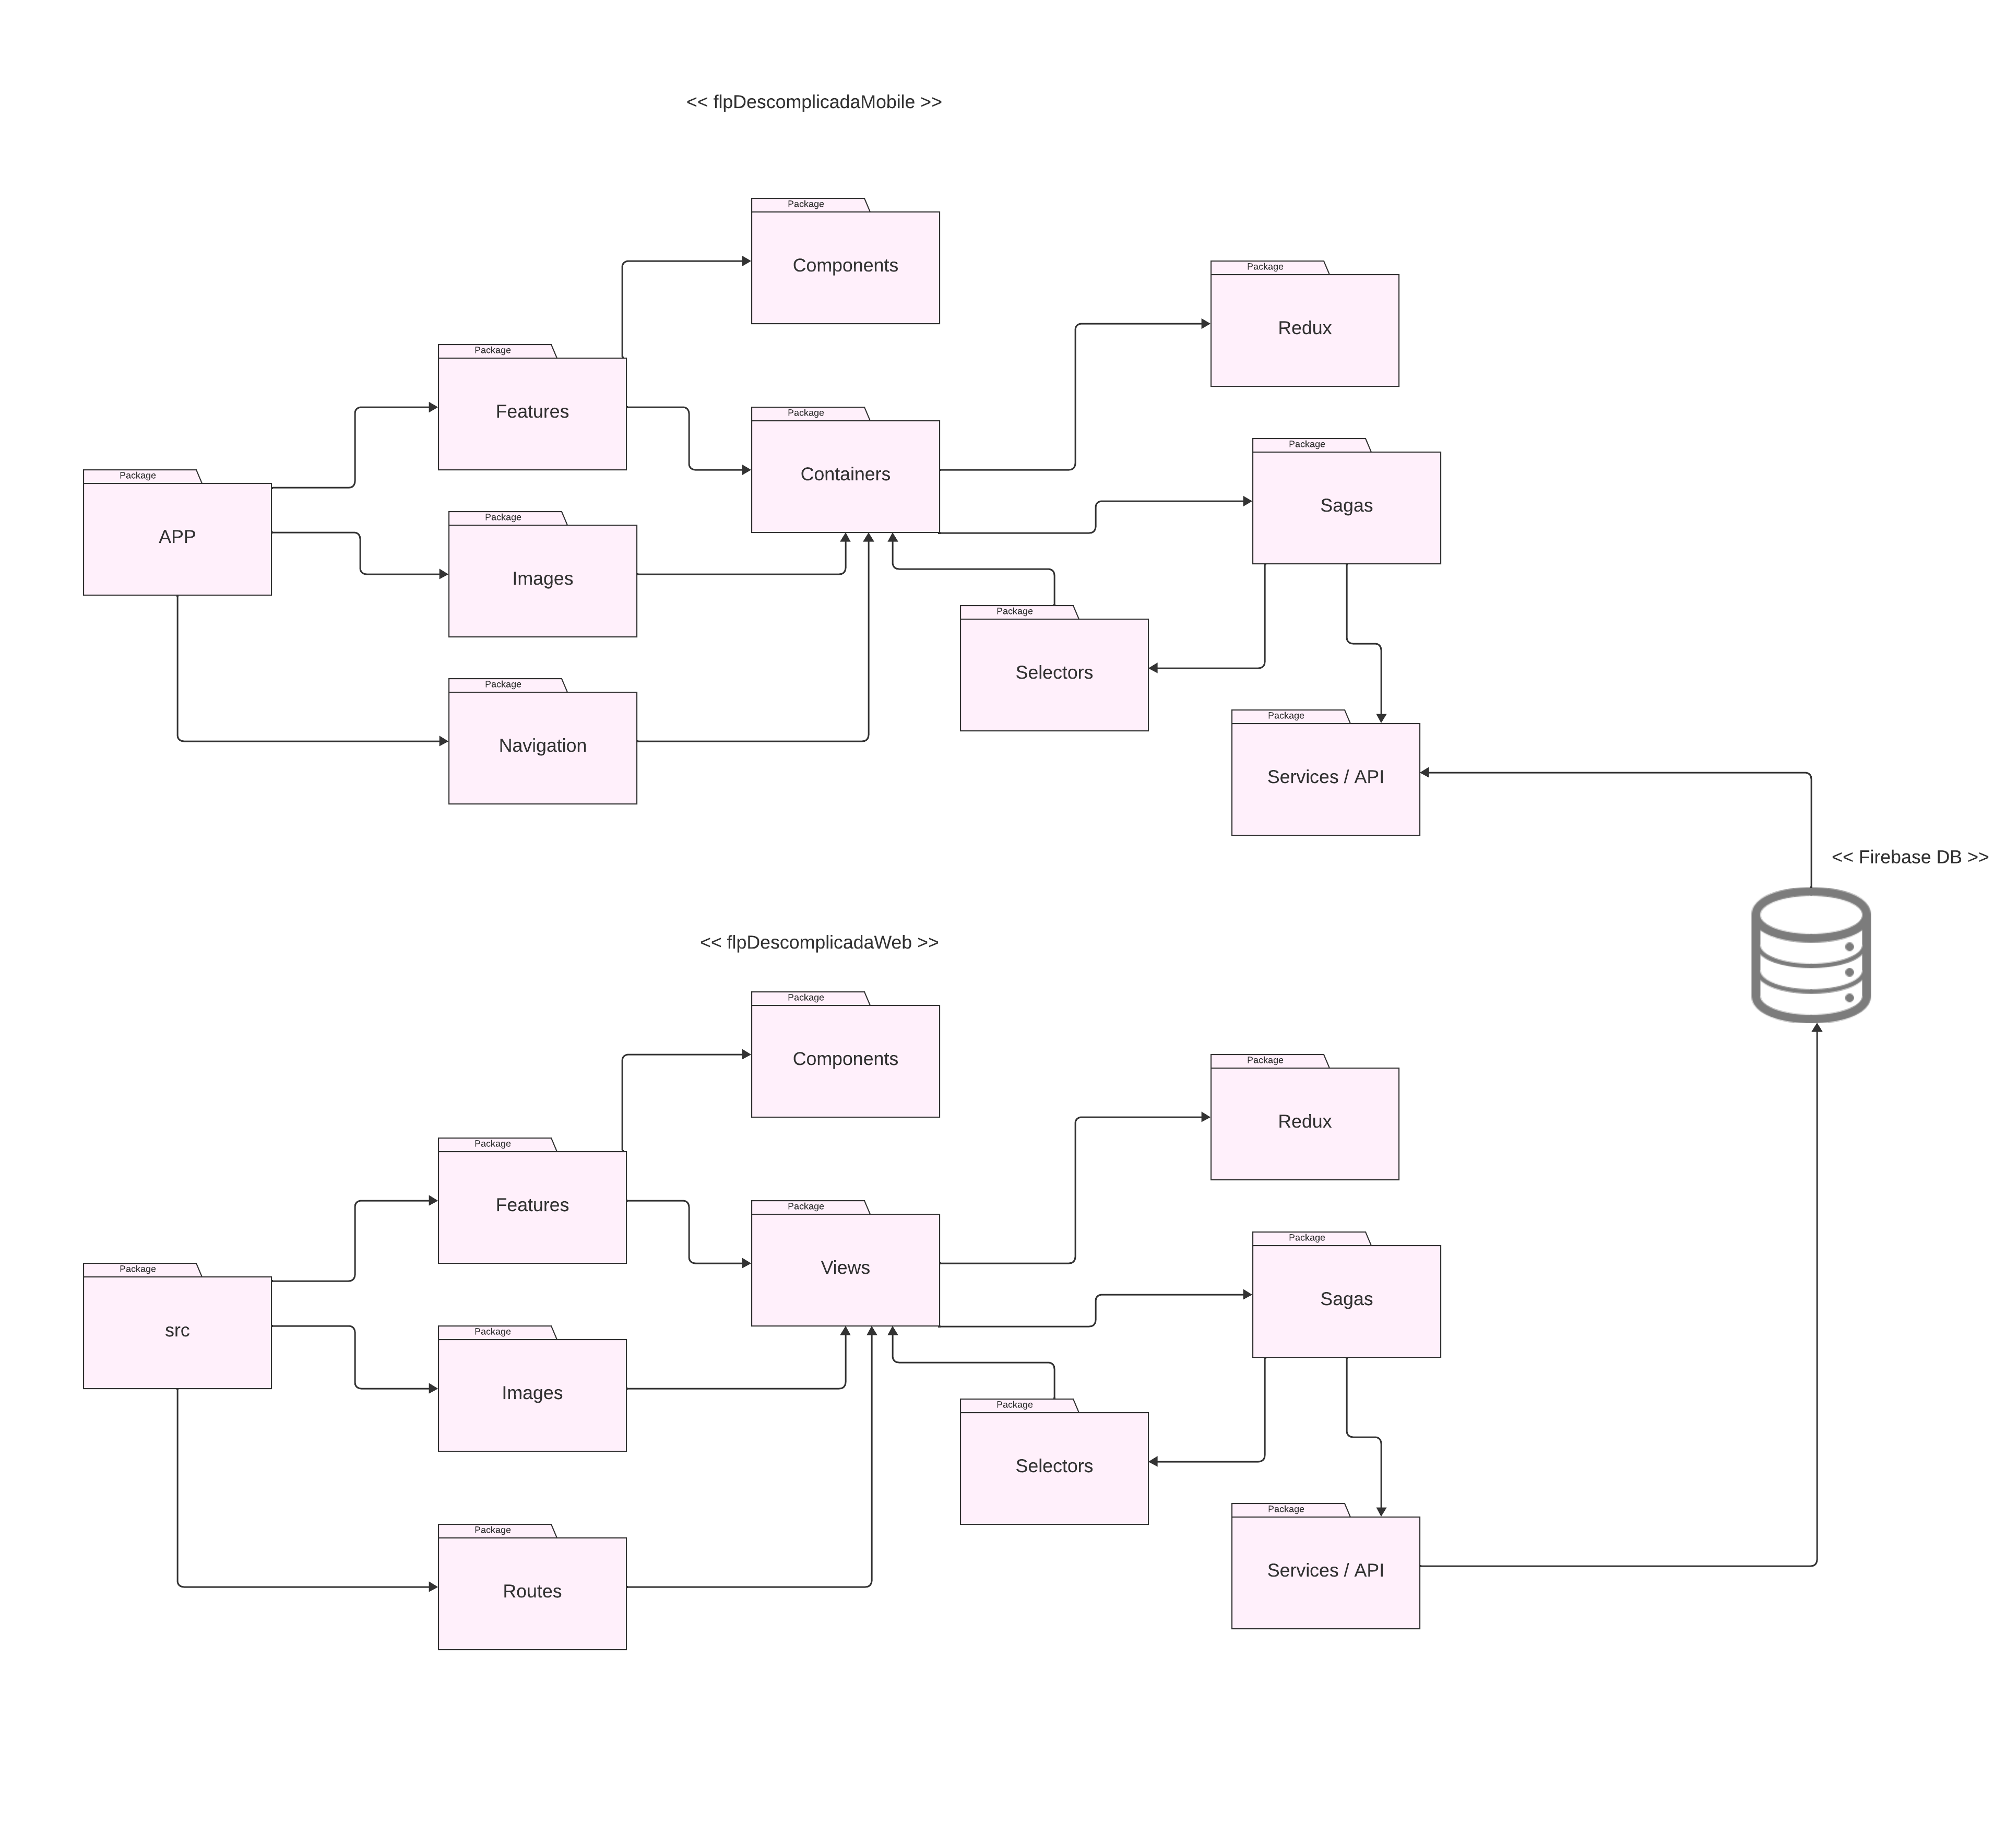 << flpDescomplicadaMobile >>
Package
Components
Package
Redux
Package
Features
Package
Containers
Package
Sagas
Package
APP
Package
Images
Package
Selectors
Package
Navigation
Package
Services / API
<< Firebase DB >>
<< flpDescomplicadaWeb >>
Package
Components
Package
Redux
Package
Features
Package
Views
Package
Sagas
Package
src
Package
Images
Package
Selectors
Package
Routes
Package
Services / API